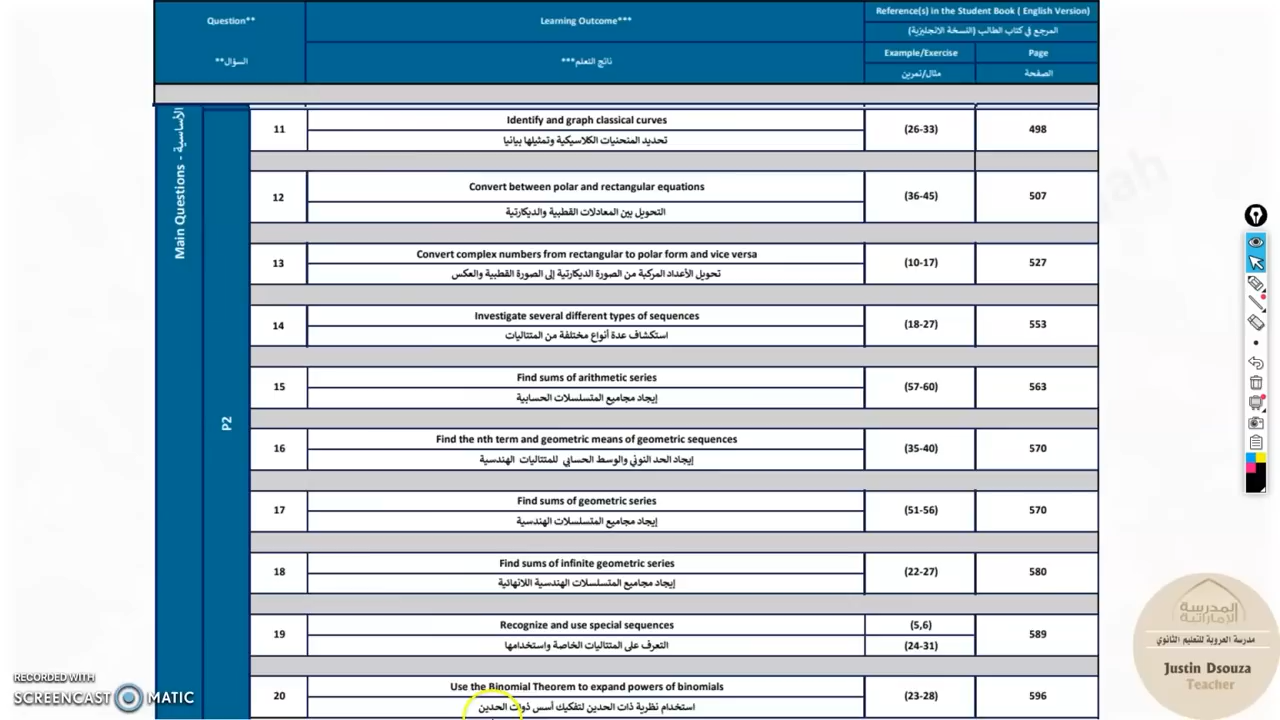 Question**
السؤال**
Learning Outcome***
ناتج التعلم***
Reference(s) in the Student Book ( English Version)
المرجع في كتاب الطالب (النسخة الانجليزية)
Example/Exercise
مثال/تمرين
Page
الصفحة
Main Questions - الأساسية
P2
11
Identify and graph classical curves
تحديد المنحنيات الكلاسيكية وتمثيلها بيانيا
(26-33)
498
12
Convert between polar and rectangular equations
التحويل بين المعادلات القطبية والديكارتية
(36-45)
507
13
Convert complex numbers from rectangular to polar form and vice versa
تحويل الأعداد المركبة من الصورة الديكارتية إلى الصورة القطبية والعكس
(10-17)
527
14
Investigate several different types of sequences
استكشاف عدة أنواع مختلفة من المتتاليات
(18-27)
553
15
Find sums of arithmetic series
إيجاد مجاميع المتسلسلات الحسابية
(57-60)
563
16
Find the nth term and geometric means of geometric sequences
إيجاد الحد النوني والوسط الحسابي للمتتاليات الهندسية
(35-40)
570
17
Find sums of geometric series
إيجاد مجاميع المتسلسلات الهندسية
(51-56)
570
18
Find sums of infinite geometric series
إيجاد مجاميع المتسلسلات الهندسية اللانهائية
(22-27)
580
19
Recognize and use special sequences
التعرف على المتتاليات الخاصة واستخدامها
(5,6)
(24-31)
589
20
Use the Binomial Theorem to expand powers of binomials
استخدام نظرية ذات الحدين لتفكيك أسس ذوات الحدين
(23-28)
596
RECORDED WITH
SCREENCAST MATIC
المدرسة
الإماراتية
مدرسة العروبة للتعليم الثانوي
Justin Dsouza
Teacher